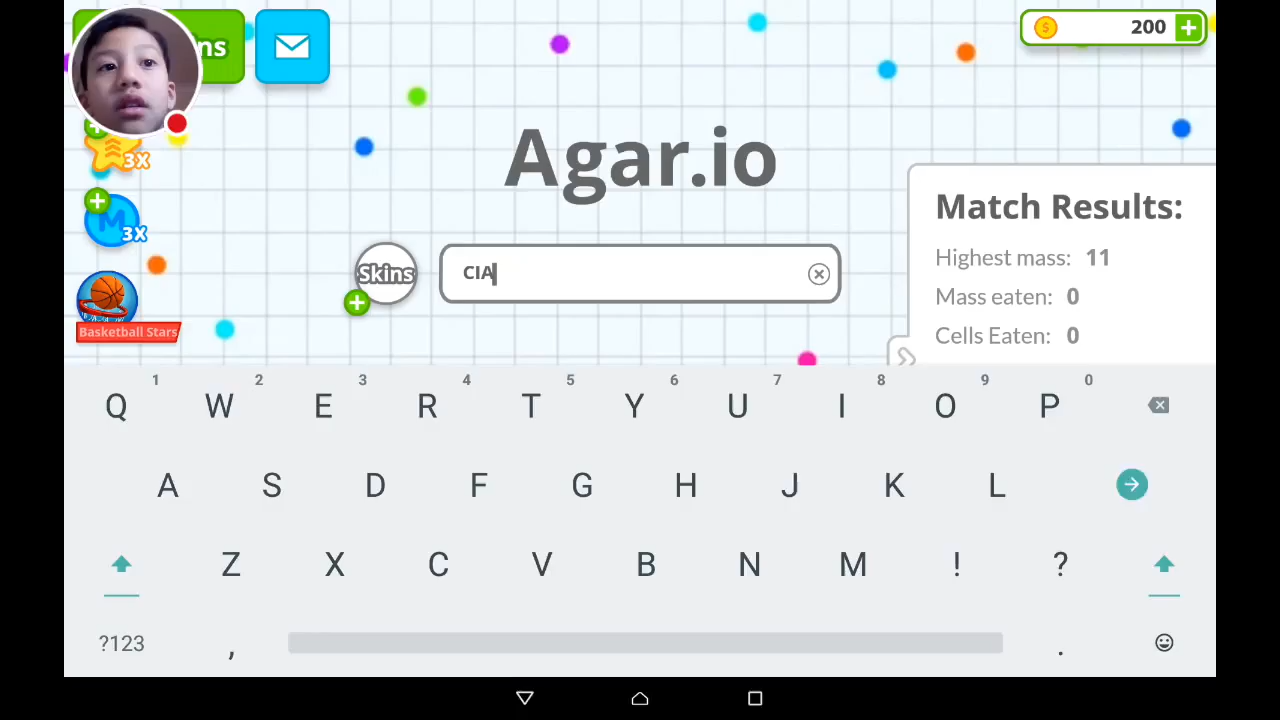 ns
200
3X
Agar.io
Match Results:
M 3X
Highest mass: 11
Skins
CIA
Mass eaten: 0
Basketball Stars
Cells Eaten: 0
1 2 3 4 5 6 7 8 9 0
Q W E R T Y U I O P
A S D F G H J K L
Z X C V B N M ! ?
?123 , .